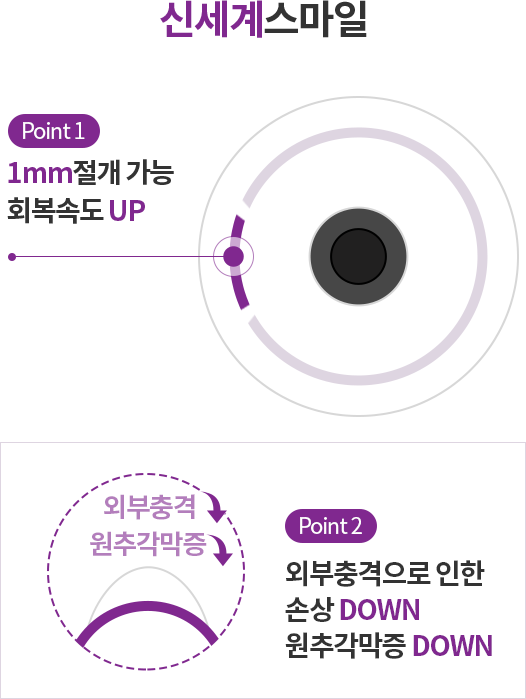 신세계스마일
Point 1
1mm절개 가능
회복속도 UP
외부충격
원추각막증
Point 2
외부충격으로 인한
손상 DOWN
원추각막증 DOWN